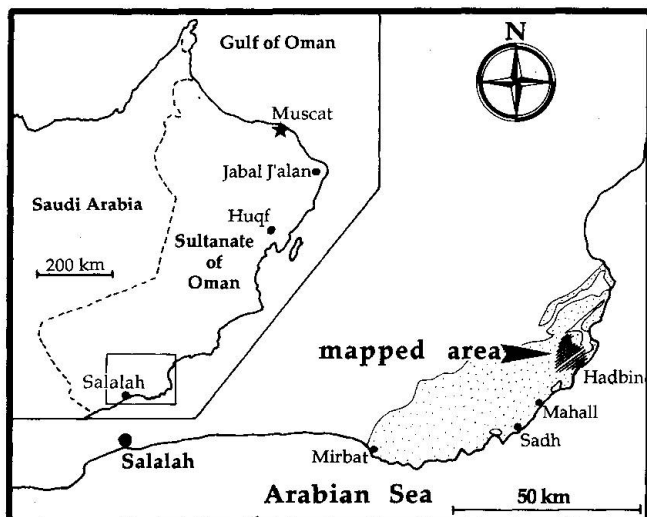 Gulf of Oman
N
Muscat
Jabal J'alan
Saudi Arabia
Huqf
Sultanate
of
Oman
200 km
mapped area
Salalah
Hadbin
Mahall
Sadh
Salalah
Mirbat
Arabian Sea
50 km